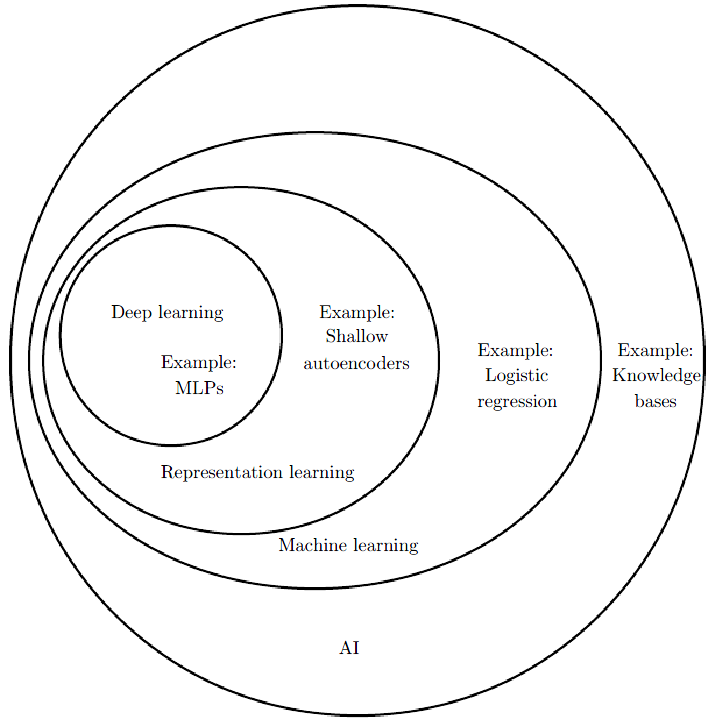 Deep learning
Example:
MLPs
Example:
Shallow
autoencoders
Example:
Logistic
regression
Example:
Knowledge
bases
Representation learning
Machine learning
AI